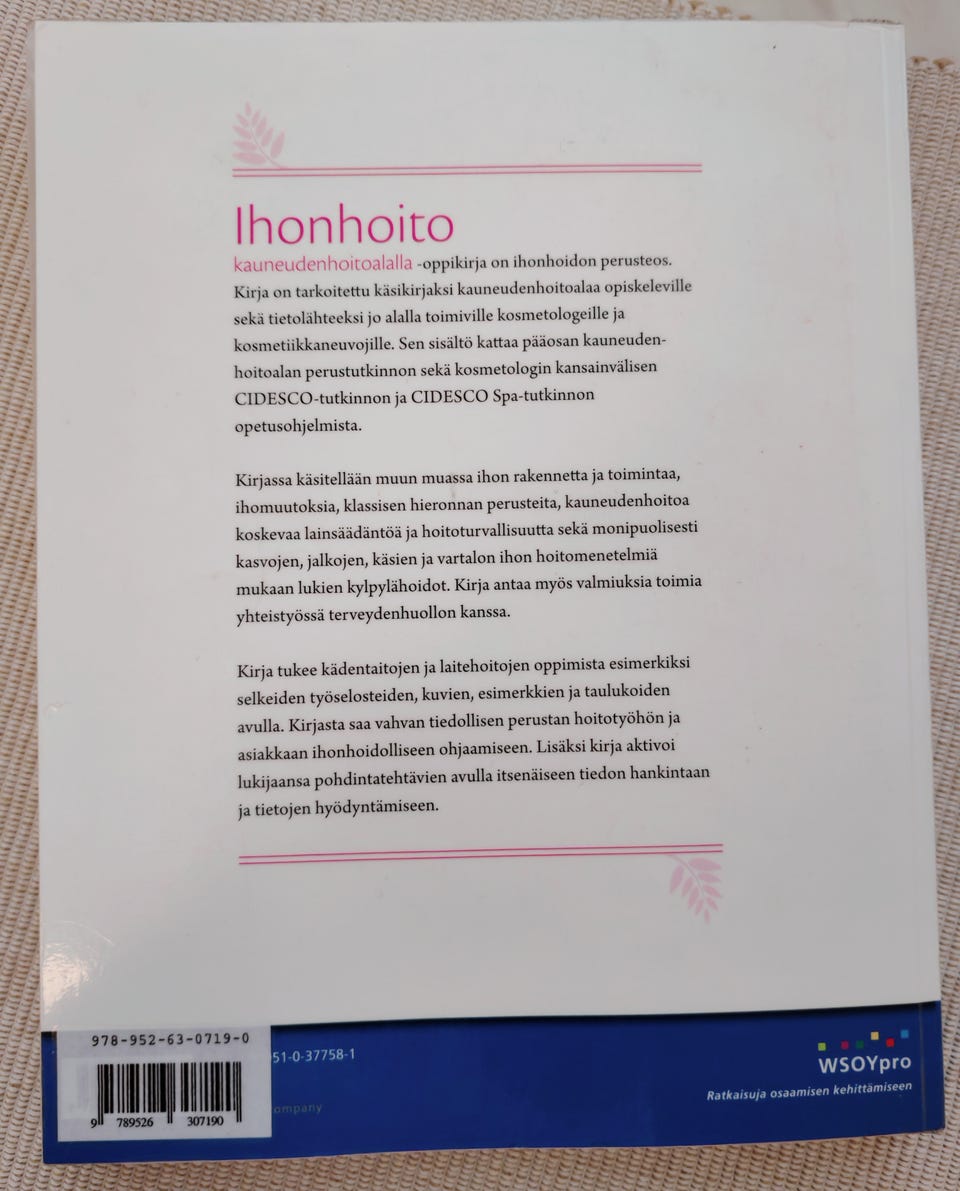 Ihonhoito
kauneudenhoitoalalla -oppikirja on ihonhoidon perusteos.
Kirja on tarkoitettu käsikirjaksi kauneudenhoitoalaa opiskeleville
sekä tietolähteeksi jo alalla toimiville kosmetologeille ja
kosmetiikkaneuvojille. Sen sisältö kattaa pääosan kauneuden-
hoitoalan perustutkinnon sekä kosmetologin kansainvälisen
CIDESCO-tutkinnon ja CIDESCO Spa-tutkinnon
opetusohjelmista.
Kirjassa käsitellään muun muassa ihon rakennetta ja toimintaa,
ihomuutoksia, klassisen hieronnan perusteita, kauneudenhoitoa
koskevaa lainsäädäntöä ja hoitoturvallisuutta sekä monipuolisesti
kasvojen, jalkojen, käsien ja vartalon ihon hoitomenetelmiä
mukaan lukien kylpylähoidot. Kirja antaa myös valmiuksia toimia
yhteistyössä terveydenhuollon kanssa.
Kirja tukee kädentaitojen ja laitehoitojen oppimista esimerkiksi
selkeiden työselosteiden, kuvien, esimerkkien ja taulukoiden
avulla. Kirjasta saa vahvan tiedollisen perustan hoitotyöhön ja
asiakkaan ihonhoidolliseen ohjaamiseen. Lisäksi kirja aktivoi
lukijaansa pohdintatehtävien avulla itsenäiseen tiedon hankintaan
ja tietojen hyödyntämiseen.
978-952-63-0719-0
9 789526 307190
51-0-37758-1
ompany
WSOYpro
Ratkaisuja osaamisen kehittämiseen